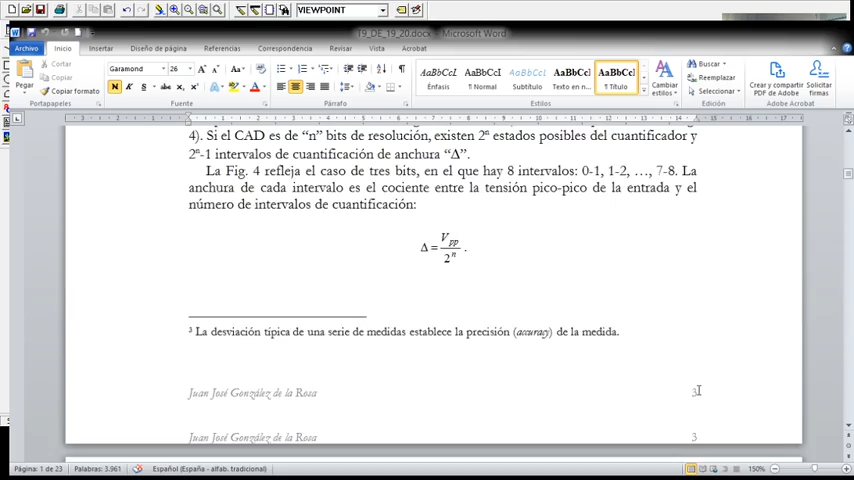 VIEWPOINT
T9_DE_19_20.docx - Microsoft Word
Archivo Inicio Insertar Diseño de página Referencias Correspondencia Revisar Vista Acrobat
Pegar
Cortar
Copiar
Copiar formato
Portapapeles
Garamond 26
Fuente
Párrafo
AaBbCcI AaBbCcI AaBbCcI AaBbCc AaBbCc
Énfasis ¶ Normal Subtítulo Texto en n... ¶ Título
Cambiar estilos
Estilos
Buscar
Reemplazar
Seleccionar
Edición
Crear y compartir Adobe PDF
Solicitar firmas
Adobe Acrobat
4). Si el CAD es de “n” bits de resolución, existen 2ⁿ estados posibles del cuantificador y
2ⁿ-1 intervalos de cuantificación de anchura “Δ”.
La Fig. 4 refleja el caso de tres bits, en el que hay 8 intervalos: 0-1, 1-2, …, 7-8. La
anchura de cada intervalo es el cociente entre la tensión pico-pico de la entrada y el
número de intervalos de cuantificación:
Δ = Vpp / 2ⁿ .
³ La desviación típica de una serie de medidas establece la precisión (accuracy) de la medida.
Juan José González de la Rosa 3
Juan José González de la Rosa 3
Página: 1 de 23 Palabras: 3.961 Español (España - alfab. tradicional) 150%